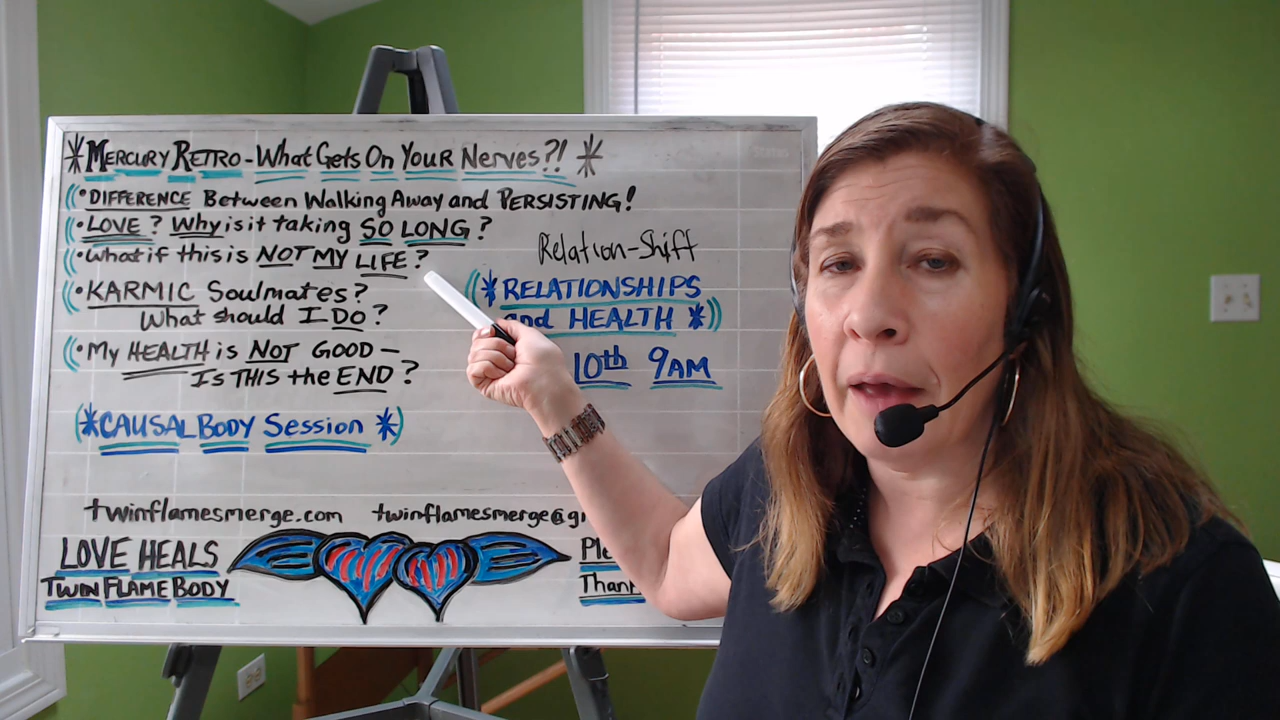 *MERCURY RETRO - What Gets On Your Nerves?! *
((• DIFFERENCE Between Walking Away and PERSISTING!
((• LOVE? Why is it taking SO LONG?
((• What if this is NOT MY LIFE?
((• KARMIC Soulmates?
What should I DO?
((• My HEALTH is NOT GOOD –
Is THIS the END?
(*CAUSAL BODY Session *)
Relation-Shift
((* RELATIONSHIPS
and HEALTH *))
10th 9AM
twinflamesmerge.com twinflamesmerge@g
LOVE HEALS
TWIN FLAME BODY
Ple
Thank